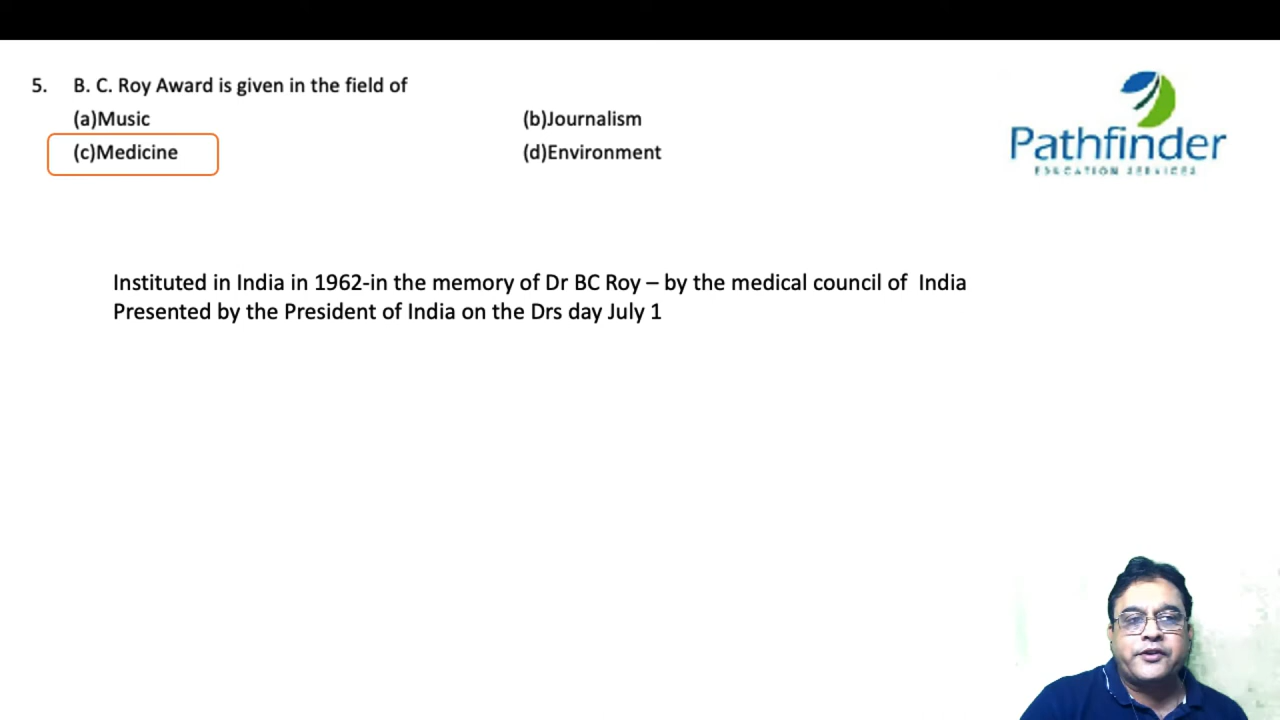 5. B. C. Roy Award is given in the field of
(a)Music (b)Journalism
(c)Medicine (d)Environment
Pathfinder
EDUCATION SERVICES
Instituted in India in 1962-in the memory of Dr BC Roy – by the medical council of  India
Presented by the President of India on the Drs day July 1